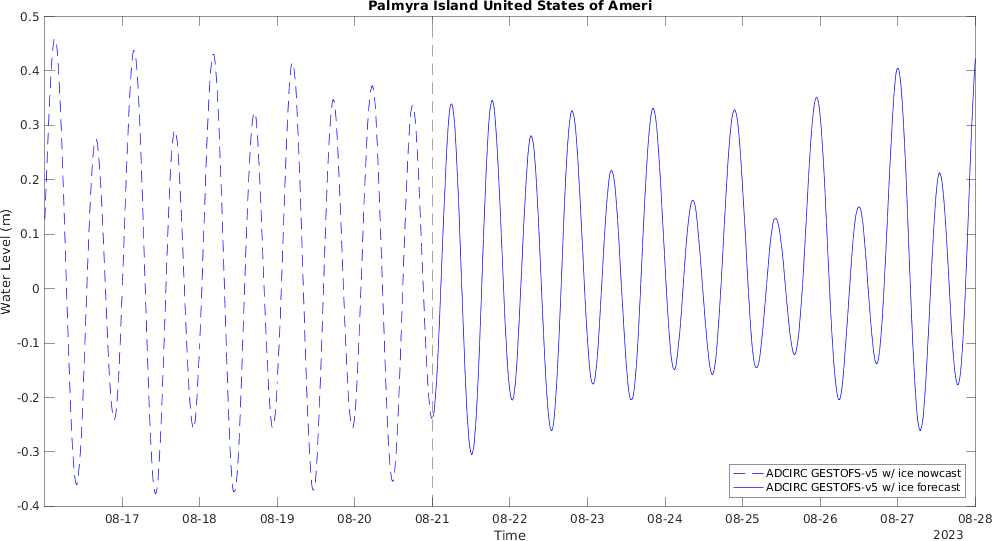 Palmyra Island United States of Ameri
0.5
0.4
0.3
0.2
0.1
0
-0.1
-0.2
-0.3
-0.4
Water Level (m)
ADCIRC GESTOFS-v5 w/ ice nowcast
ADCIRC GESTOFS-v5 w/ ice forecast
08-17 08-18 08-19 08-20 08-21 08-22 08-23 08-24 08-25 08-26 08-27 08-28
Time
2023